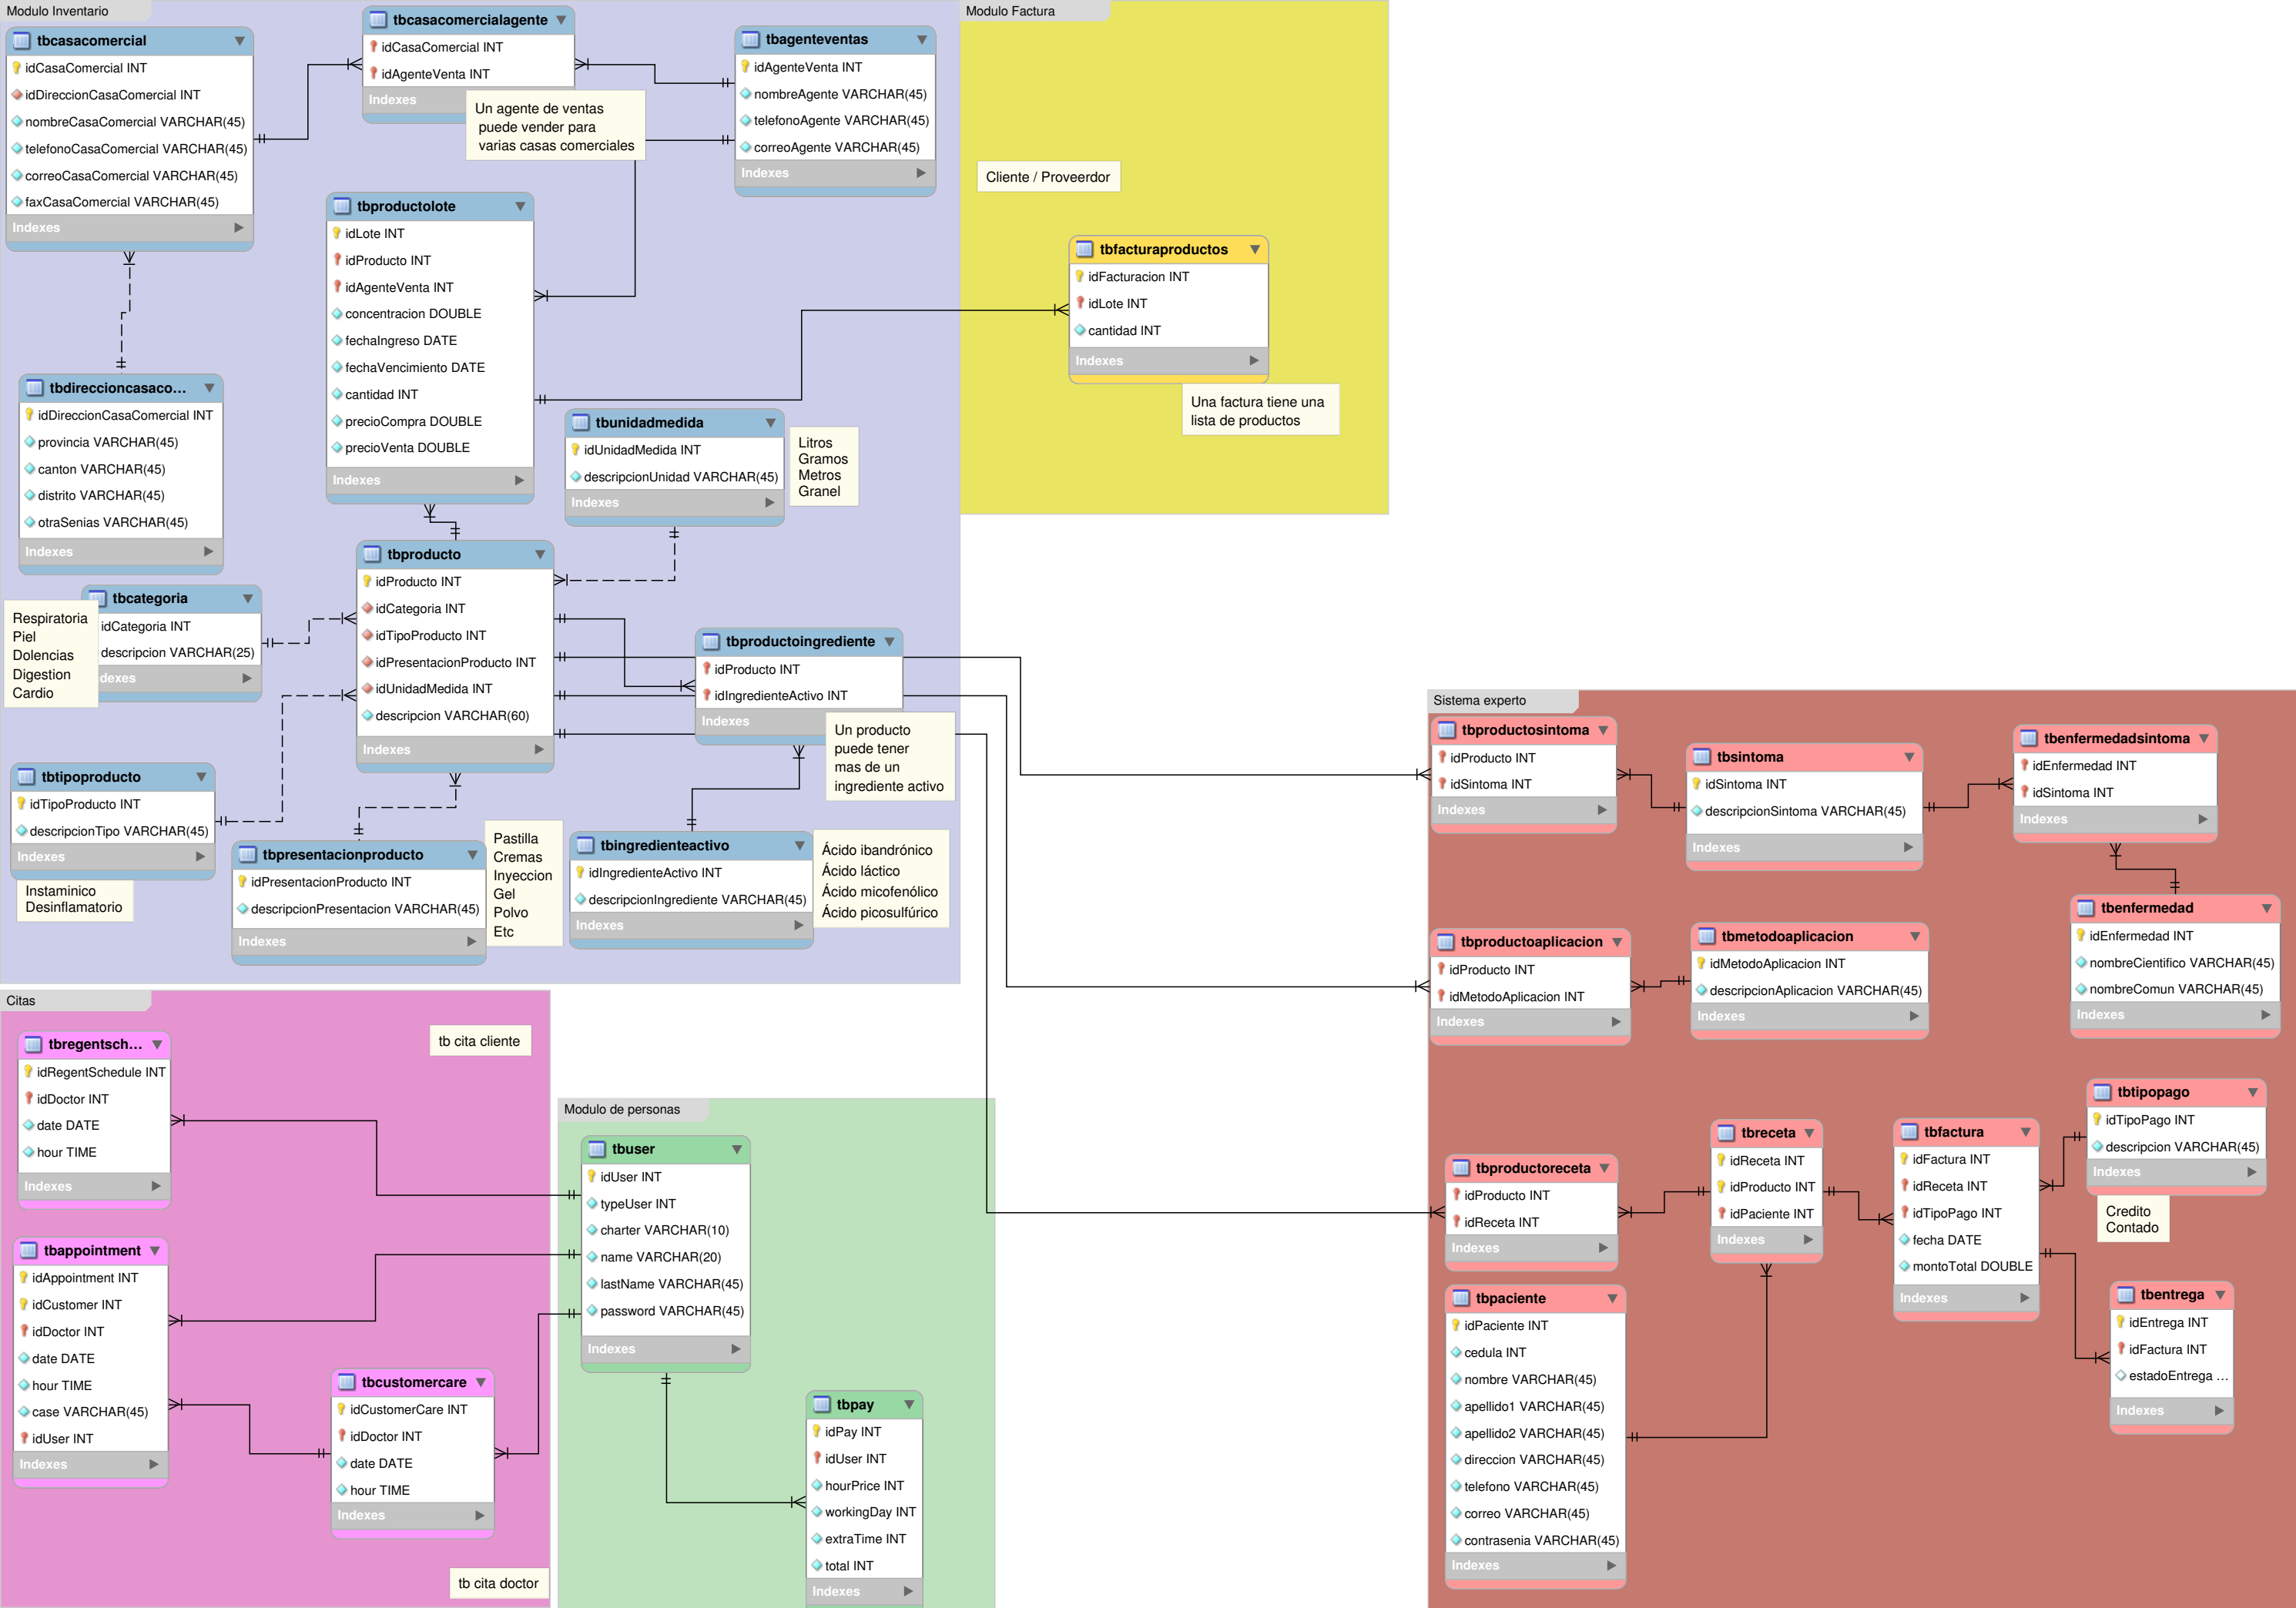 Modulo Inventario
tbcasacomercial
idCasaComercial INT
idDireccionCasaComercial INT
nombreCasaComercial VARCHAR(45)
telefonoCasaComercial VARCHAR(45)
correoCasaComercial VARCHAR(45)
faxCasaComercial VARCHAR(45)
Indexes
tbcasacomercialagente
idCasaComercial INT
idAgenteVenta INT
Indexes
Un agente de ventas
puede vender para
varias casas comerciales
tbagenteventas
idAgenteVenta INT
nombreAgente VARCHAR(45)
telefonoAgente VARCHAR(45)
correoAgente VARCHAR(45)
Indexes
tbproductolote
idLote INT
idProducto INT
idAgenteVenta INT
concentracion DOUBLE
fechaIngreso DATE
fechaVencimiento DATE
cantidad INT
precioCompra DOUBLE
precioVenta DOUBLE
Indexes
tbdireccioncasaco...
idDireccionCasaComercial INT
provincia VARCHAR(45)
canton VARCHAR(45)
distrito VARCHAR(45)
otraSenias VARCHAR(45)
Indexes
tbunidadmedida
idUnidadMedida INT
descripcionUnidad VARCHAR(45)
Indexes
Litros
Gramos
Metros
Granel
tbproducto
idProducto INT
idCategoria INT
idTipoProducto INT
idPresentacionProducto INT
idUnidadMedida INT
descripcion VARCHAR(60)
Indexes
tbcategoria
idCategoria INT
descripcion VARCHAR(25)
dexes
Respiratoria
Piel
Dolencias
Digestion
Cardio
tbproductoingrediente
idProducto INT
idIngredienteActivo INT
Indexes
Un producto
puede tener
mas de un
ingrediente activo
tbtipoproducto
idTipoProducto INT
descripcionTipo VARCHAR(45)
Indexes
Instaminico
Desinflamatorio
tbpresentacionproducto
idPresentacionProducto INT
descripcionPresentacion VARCHAR(45)
Indexes
Pastilla
Cremas
Inyeccion
Gel
Polvo
Etc
tbingredienteactivo
idIngredienteActivo INT
descripcionIngrediente VARCHAR(45)
Indexes
Ácido ibandrónico
Ácido láctico
Ácido micofenólico
Ácido picosulfúrico
Modulo Factura
Cliente / Proveerdor
tbfacturaproductos
idFacturacion INT
idLote INT
cantidad INT
Indexes
Una factura tiene una
lista de productos
Sistema experto
tbproductosintoma
idProducto INT
idSintoma INT
Indexes
tbsintoma
idSintoma INT
descripcionSintoma VARCHAR(45)
Indexes
tbenfermedadsintoma
idEnfermedad INT
idSintoma INT
Indexes
tbenfermedad
idEnfermedad INT
nombreCientifico VARCHAR(45)
nombreComun VARCHAR(45)
Indexes
tbproductoaplicacion
idProducto INT
idMetodoAplicacion INT
Indexes
tbmetodoaplicacion
idMetodoAplicacion INT
descripcionAplicacion VARCHAR(45)
Indexes
tbproductoreceta
idProducto INT
idReceta INT
Indexes
tbreceta
idReceta INT
idProducto INT
idPaciente INT
Indexes
tbfactura
idFactura INT
idReceta INT
idTipoPago INT
fecha DATE
montoTotal DOUBLE
Indexes
tbtipopago
idTipoPago INT
descripcion VARCHAR(45)
Indexes
Credito
Contado
tbentrega
idEntrega INT
idFactura INT
estadoEntrega ...
Indexes
tbpaciente
idPaciente INT
cedula INT
nombre VARCHAR(45)
apellido1 VARCHAR(45)
apellido2 VARCHAR(45)
direccion VARCHAR(45)
telefono VARCHAR(45)
correo VARCHAR(45)
contrasenia VARCHAR(45)
Indexes
Citas
tb cita cliente
tbregentsch...
idRegentSchedule INT
idDoctor INT
date DATE
hour TIME
Indexes
tbappointment
idAppointment INT
idCustomer INT
idDoctor INT
date DATE
hour TIME
case VARCHAR(45)
idUser INT
Indexes
tbcustomercare
idCustomerCare INT
idDoctor INT
date DATE
hour TIME
Indexes
tb cita doctor
Modulo de personas
tbuser
idUser INT
typeUser INT
charter VARCHAR(10)
name VARCHAR(20)
lastName VARCHAR(45)
password VARCHAR(45)
Indexes
tbpay
idPay INT
idUser INT
hourPrice INT
workingDay INT
extraTime INT
total INT
Indexes